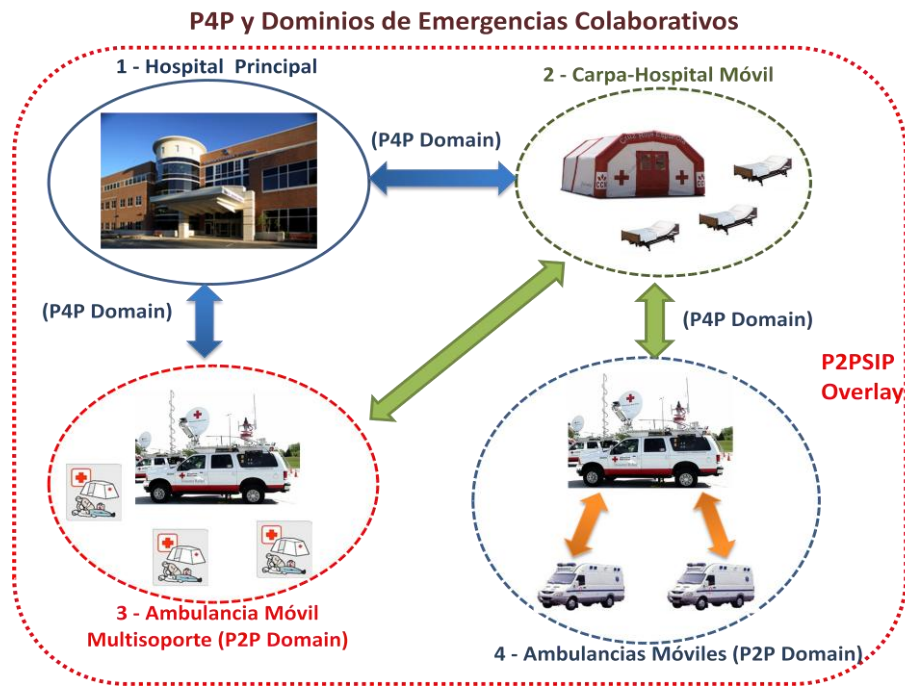 P4P y Dominios de Emergencias Colaborativos
1 - Hospital Principal
2 - Carpa-Hospital Móvil
(P4P Domain)
(P4P Domain)
(P4P Domain)
P2PSIP
Overlay
3 - Ambulancia Móvil
Multisoporte (P2P Domain)
4 - Ambulancias Móviles (P2P Domain)